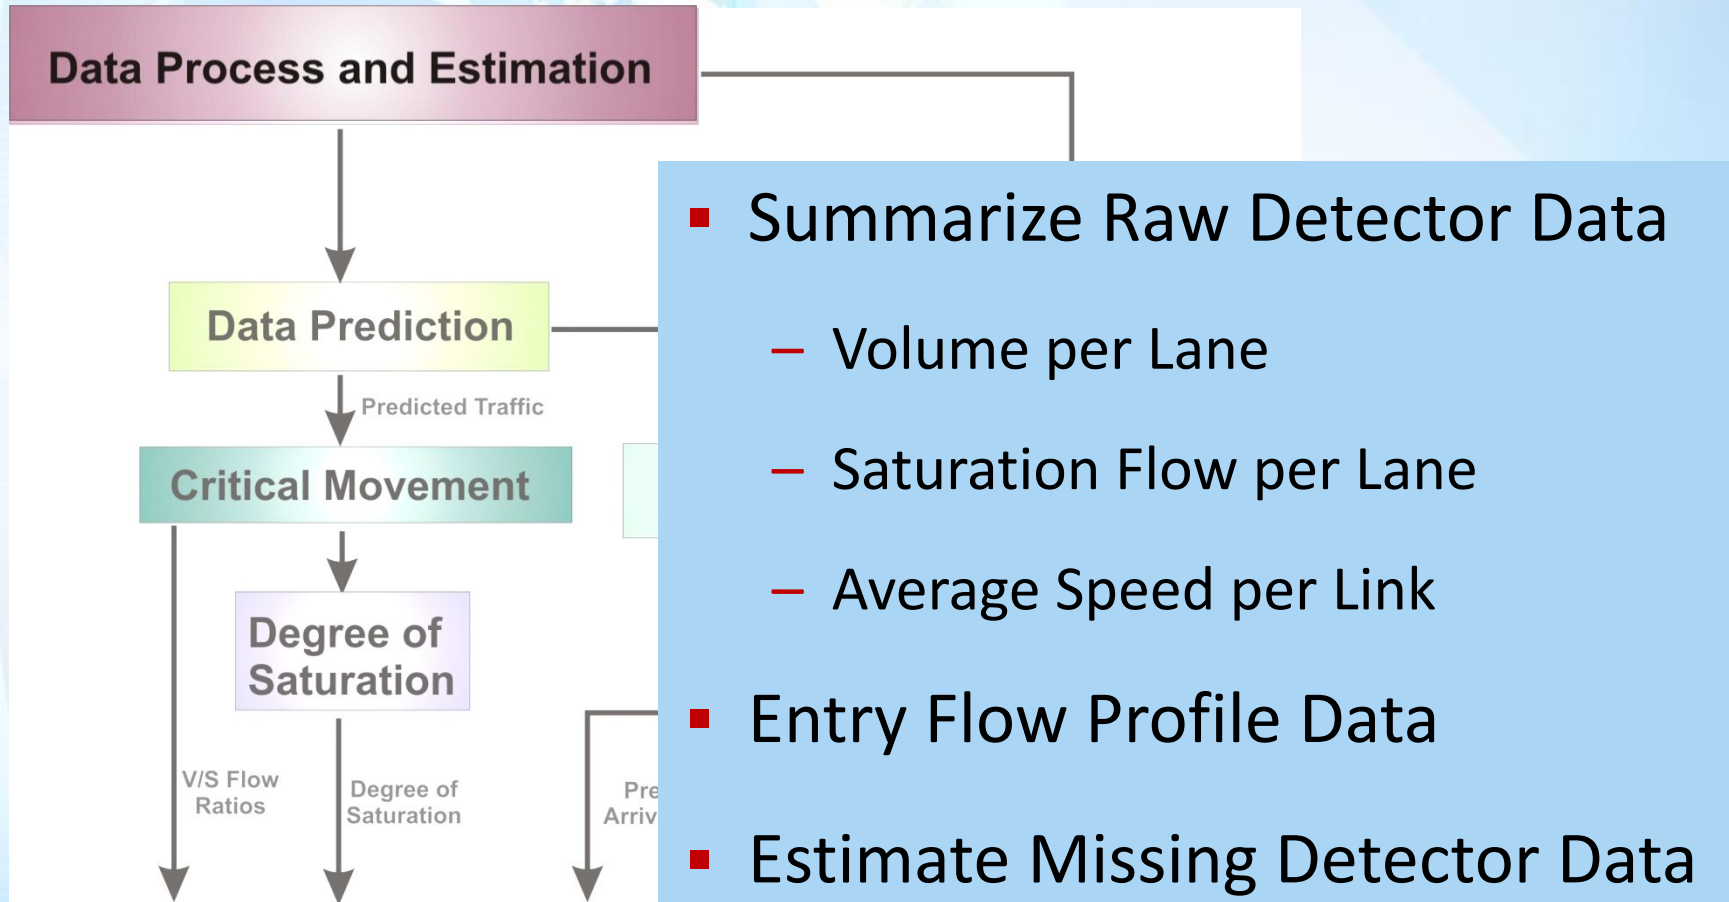 Data Process and Estimation
Data Prediction
Predicted Traffic
Critical Movement
Degree of
Saturation
V/S Flow
Ratios
Degree of
Saturation
▪ Summarize Raw Detector Data
– Volume per Lane
– Saturation Flow per Lane
– Average Speed per Link
▪ Entry Flow Profile Data
▪ Estimate Missing Detector Data